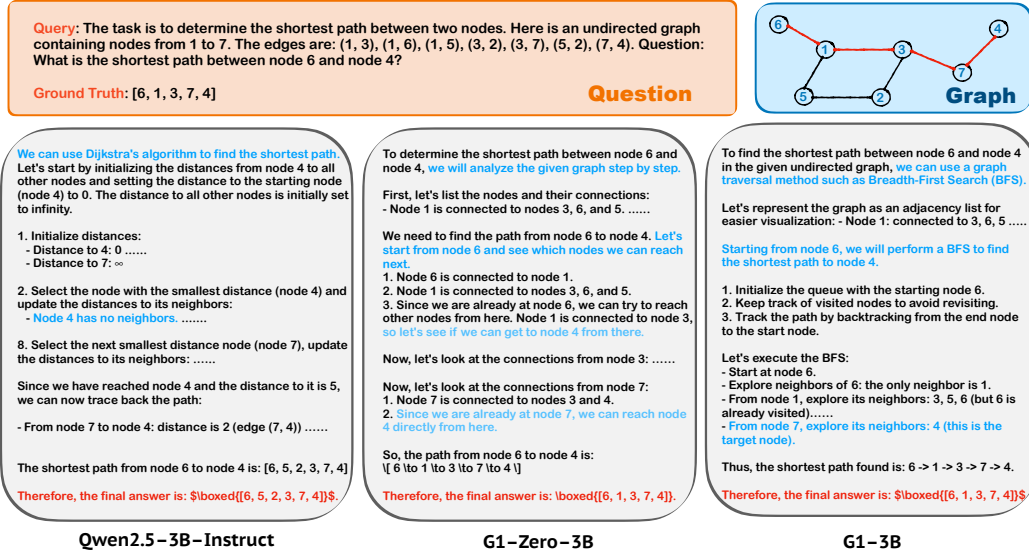 Query: The task is to determine the shortest path between two nodes. Here is an undirected graph
containing nodes from 1 to 7. The edges are: (1, 3), (1, 6), (1, 5), (3, 2), (3, 7), (5, 2), (7, 4). Question:
What is the shortest path between node 6 and node 4?
Ground Truth: [6, 1, 3, 7, 4]
Question
6
4
1
3
7
5
2
Graph
We can use Dijkstra's algorithm to find the shortest path.
Let's start by initializing the distances from node 4 to all
other nodes and setting the distance to the starting node
(node 4) to 0. The distance to all other nodes is initially set
to infinity.
1. Initialize distances:
- Distance to 4: 0 ......
- Distance to 7: ∞
2. Select the node with the smallest distance (node 4) and
update the distances to its neighbors:
- Node 4 has no neighbors. .......
8. Select the next smallest distance node (node 7), update
the distances to its neighbors: ......
Since we have reached node 4 and the distance to it is 5,
we can now trace back the path:
- From node 7 to node 4: distance is 2 (edge (7, 4)) ......
The shortest path from node 6 to node 4 is: [6, 5, 2, 3, 7, 4]
Therefore, the final answer is: $\boxed{[6, 5, 2, 3, 7, 4]}$.
Qwen2.5-3B-Instruct
To determine the shortest path between node 6 and
node 4, we will analyze the given graph step by step.
First, let's list the nodes and their connections:
- Node 1 is connected to nodes 3, 6, and 5. ......
We need to find the path from node 6 to node 4. Let's
start from node 6 and see which nodes we can reach
next.
1. Node 6 is connected to node 1.
2. Node 1 is connected to nodes 3, 6, and 5.
3. Since we are already at node 6, we can try to reach
other nodes from here. Node 1 is connected to node 3,
so let's see if we can get to node 4 from there.
Now, let's look at the connections from node 3: ......
Now, let's look at the connections from node 7:
1. Node 7 is connected to nodes 3 and 4.
2. Since we are already at node 7, we can reach node
4 directly from here.
So, the path from node 6 to node 4 is:
\[ 6 \to 1 \to 3 \to 7 \to 4 \]
Therefore, the final answer is: \boxed{[6, 1, 3, 7, 4]}.
G1-Zero-3B
To find the shortest path between node 6 and node 4
in the given undirected graph, we can use a graph
traversal method such as Breadth-First Search (BFS).
Let's represent the graph as an adjacency list for
easier visualization: - Node 1: connected to 3, 6, 5 .....
Starting from node 6, we will perform a BFS to find
the shortest path to node 4.
1. Initialize the queue with the starting node 6.
2. Keep track of visited nodes to avoid revisiting.
3. Track the path by backtracking from the end node
to the start node.
Let's execute the BFS:
- Start at node 6.
- Explore neighbors of 6: the only neighbor is 1.
- From node 1, explore its neighbors: 3, 5, 6 (but 6 is
already visited)......
- From node 7, explore its neighbors: 4 (this is the
target node).
Thus, the shortest path found is: 6 -> 1 -> 3 -> 7 -> 4.
Therefore, the final answer is: $\boxed{[6, 1, 3, 7, 4]}$.
G1-3B